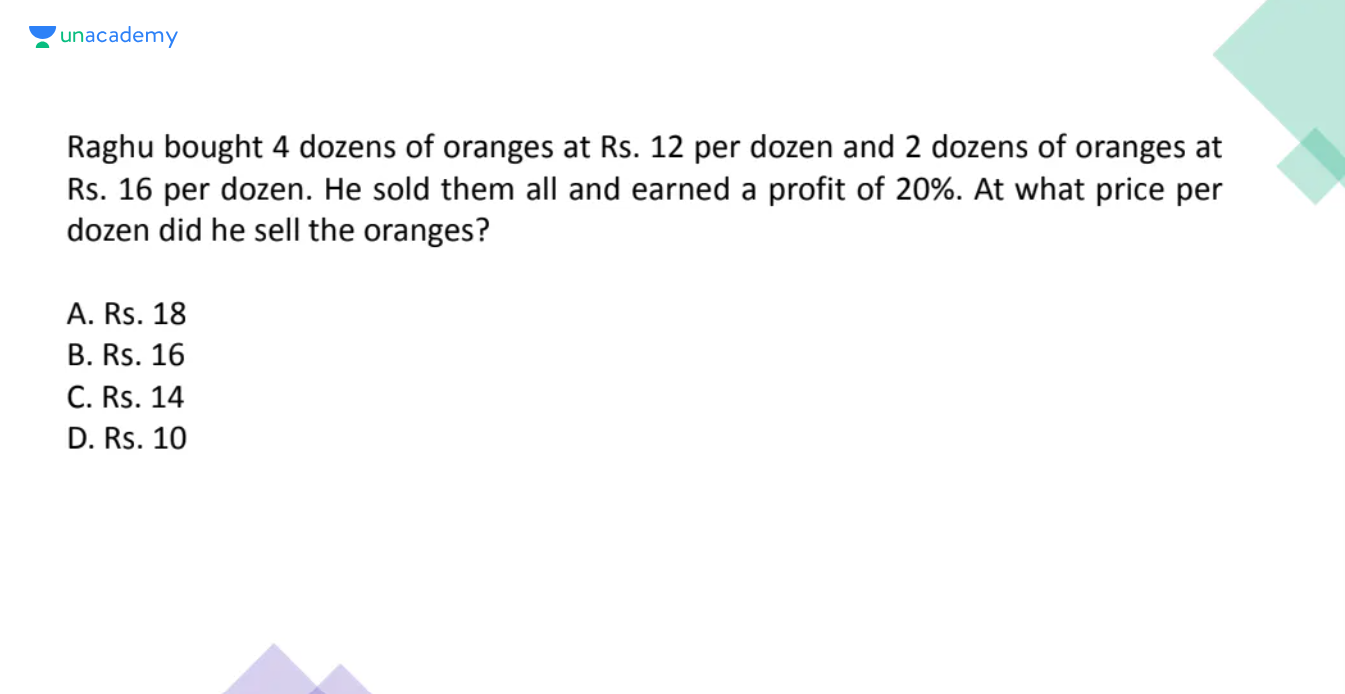 unacademy
Raghu bought 4 dozens of oranges at Rs. 12 per dozen and 2 dozens of oranges at
Rs. 16 per dozen. He sold them all and earned a profit of 20%. At what price per
dozen did he sell the oranges?
A. Rs. 18
B. Rs. 16
C. Rs. 14
D. Rs. 10